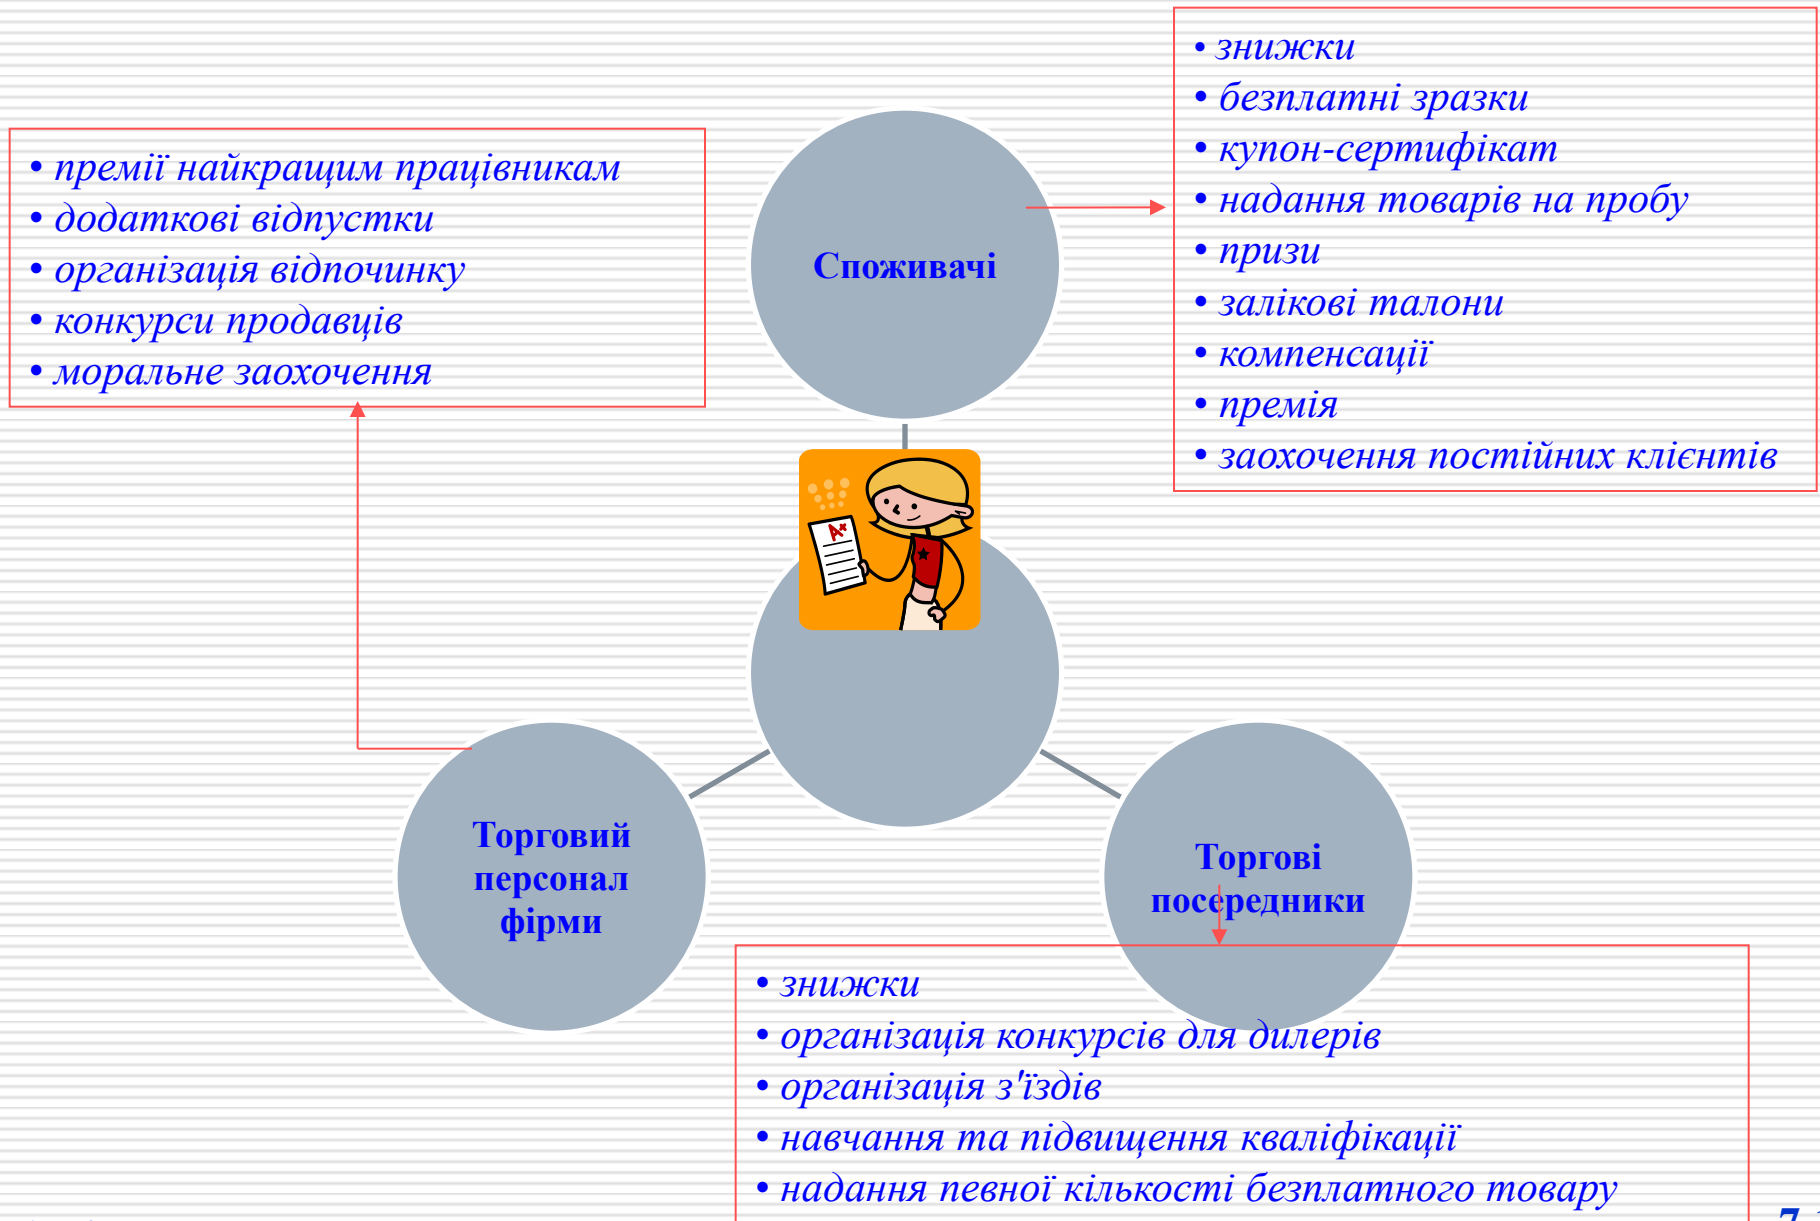 • знижки
• безплатні зразки
• купон-сертифікат
• надання товарів на пробу
• призи
• залікові талони
• компенсації
• премія
• заохочення постійних клієнтів
• премії найкращим працівникам
• додаткові відпустки
• організація відпочинку
• конкурси продавців
• моральне заохочення
Споживачі
A+
Торговий
персонал
фірми
Торгові
посередники
• знижки
• організація конкурсів для дилерів
• організація з'їздів
• навчання та підвищення кваліфікації
• надання певної кількості безплатного товару
7